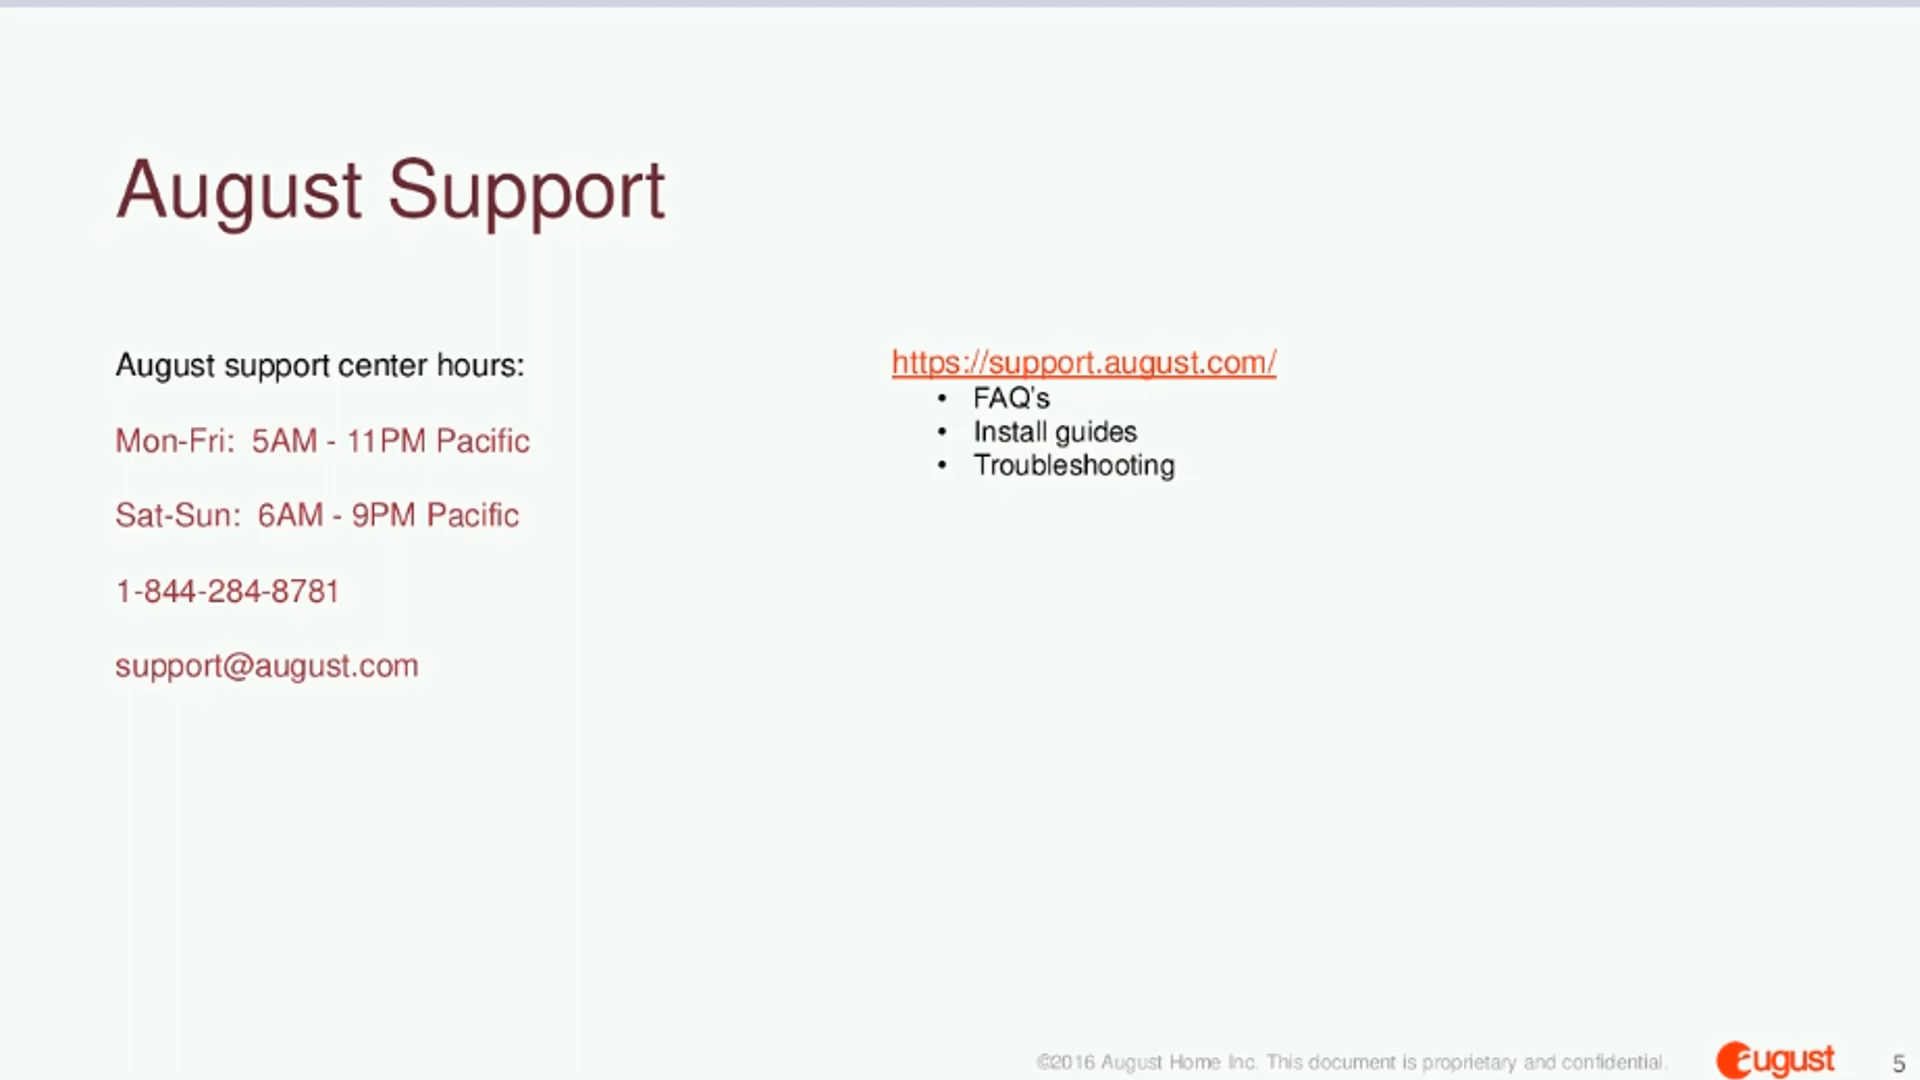 August Support
August support center hours:
Mon-Fri: 5AM - 11PM Pacific
Sat-Sun: 6AM - 9PM Pacific
1-844-284-8781
support@august.com
https://support.august.com/
• FAQ's
• Install guides
• Troubleshooting
©2016 August Home Inc. This document is proprietary and confidential.
august
5